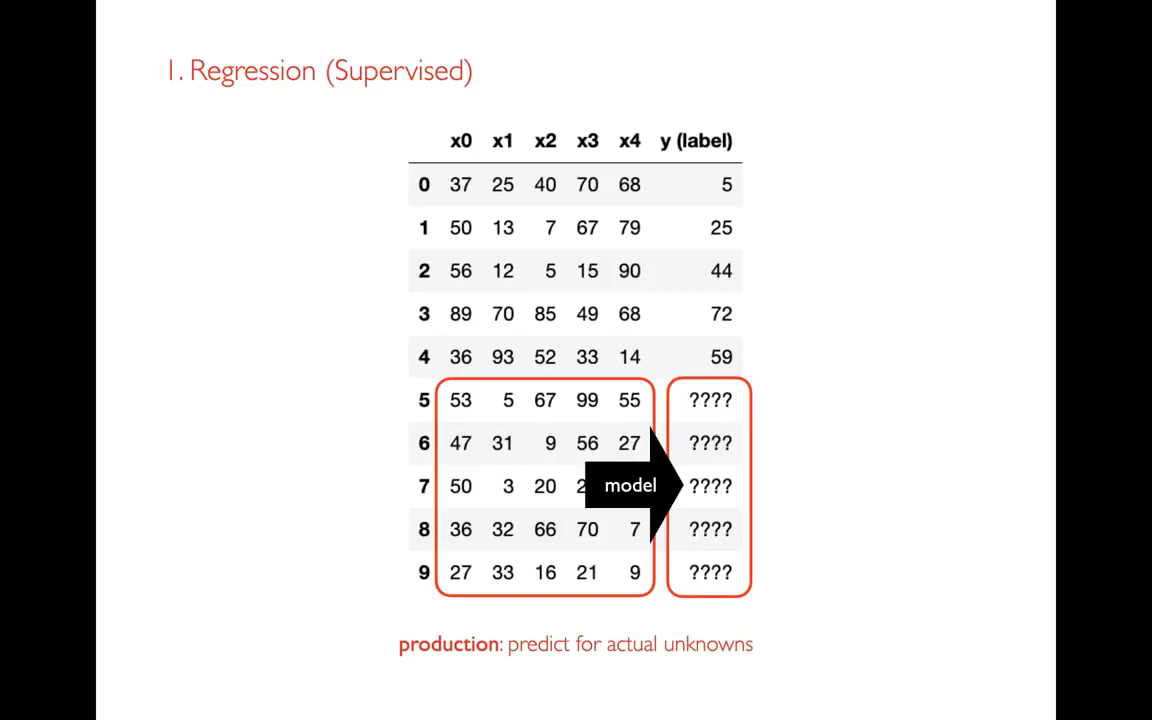 1. Regression (Supervised)
x0 x1 x2 x3 x4 y (label)
0 37 25 40 70 68 5
1 50 13 7 67 79 25
2 56 12 5 15 90 44
3 89 70 85 49 68 72
4 36 93 52 33 14 59
5 53 5 67 99 55 ????
6 47 31 9 56 27 ????
7 50 3 20 model ????
8 36 32 66 70 7 ????
9 27 33 16 21 9 ????
production: predict for actual unknowns